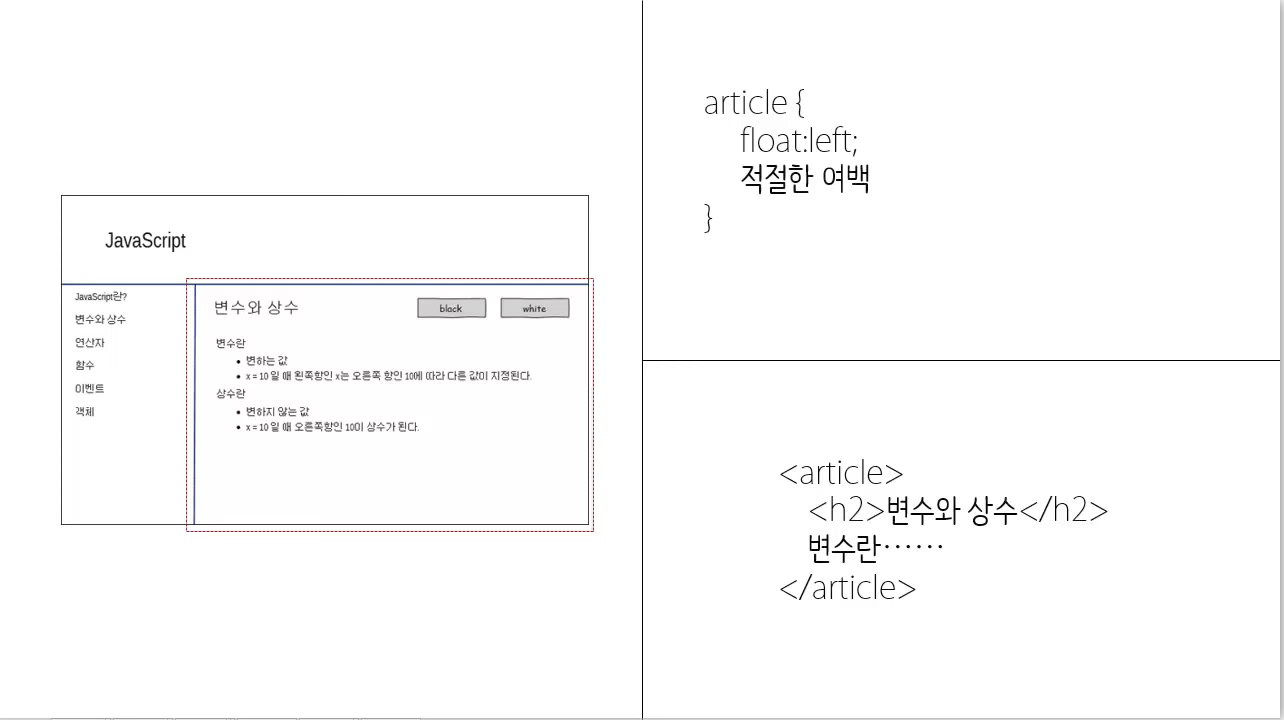 JavaScript
JavaScript란?
변수와 상수
연산자
함수
이벤트
객체
변수와 상수
black
white
변수란
• 변하는 값
• x = 10 일 때 왼쪽항인 x는 오른쪽 항인 10에 따라 다른 값이 지정된다.
상수란
• 변하지 않는 값
• x = 10 일 때 오른쪽항인 10이 상수가 된다.
article {
float:left;
적절한 여백
}
<article>
<h2>변수와 상수</h2>
변수란……
</article>